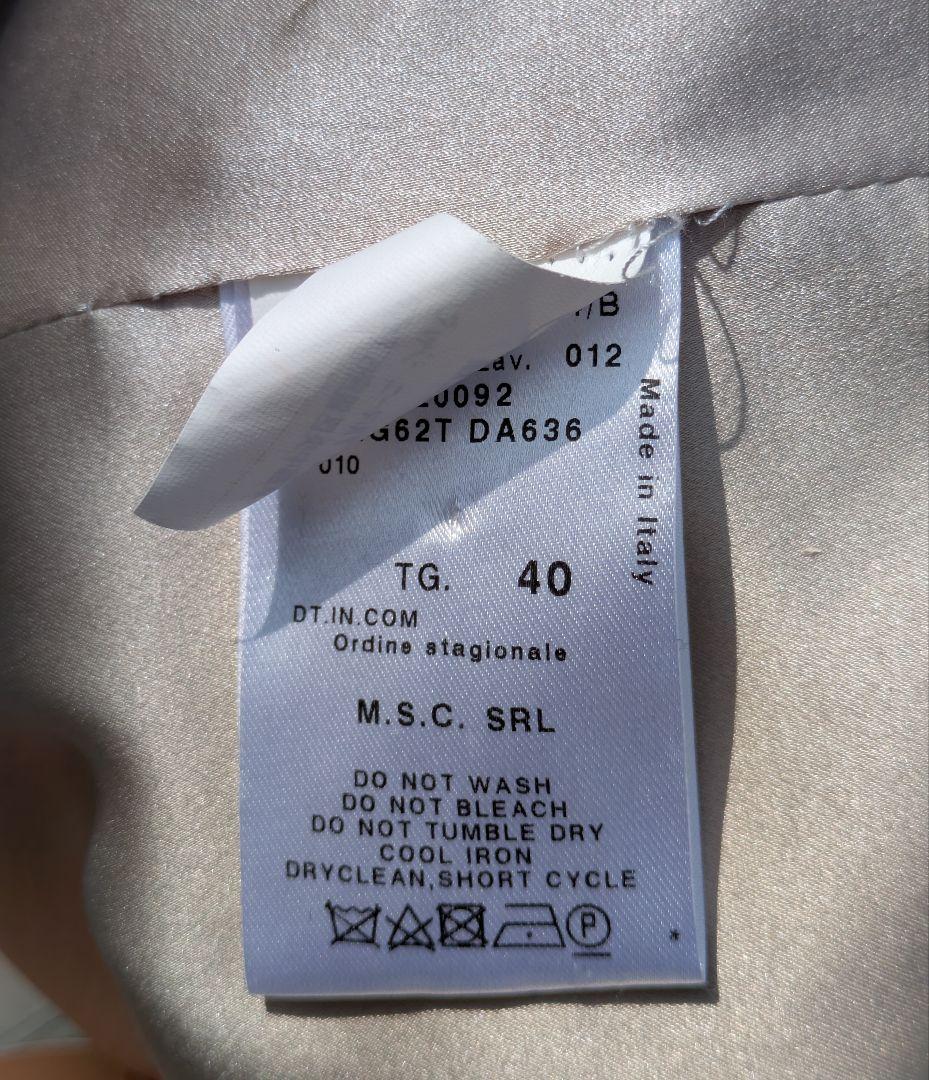 /B
012
0092
G62T DA636
010
TG. 40
DT.IN.COM
Ordine stagionale
M.S.C. SRL
DO NOT WASH
DO NOT BLEACH
DO NOT TUMBLE DRY
COOL IRON
DRYCLEAN,SHORT CYCLE
P
*
Made in Italy